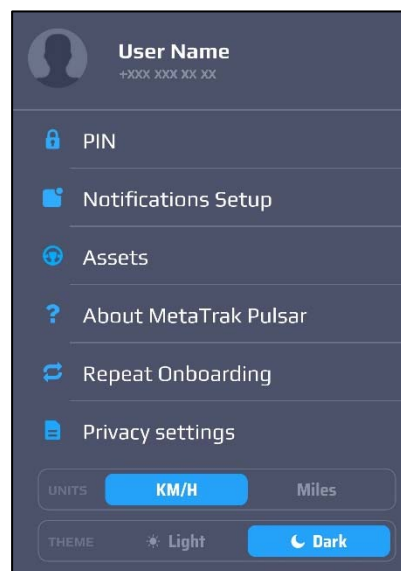 User Name
+XXX XXX XX XX
PIN
Notifications Setup
Assets
About MetaTrak Pulsar
Repeat Onboarding
Privacy settings
UNITS KM/H Miles
THEME Light Dark